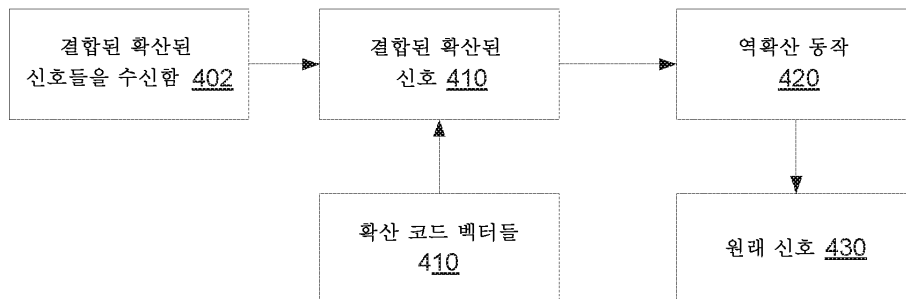 결합된 확산된
신호들을 수신함 402
결합된 확산된
신호 410
역확산 동작
420
확산 코드 벡터들
410
원래 신호 430